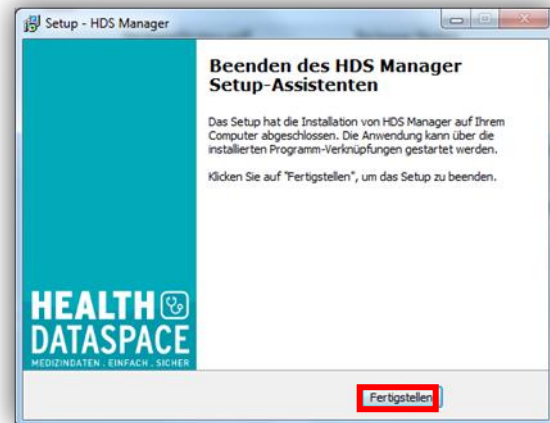 Setup - HDS Manager
Beenden des HDS Manager
Setup-Assistenten
Das Setup hat die Installation von HDS Manager auf Ihrem
Computer abgeschlossen. Die Anwendung kann über die
installierten Programm-Verknüpfungen gestartet werden.
Klicken Sie auf "Fertigstellen", um das Setup zu beenden.
HEALTH
DATASPACE
MEDIZINDATEN . EINFACH . SICHER
Fertigstellen